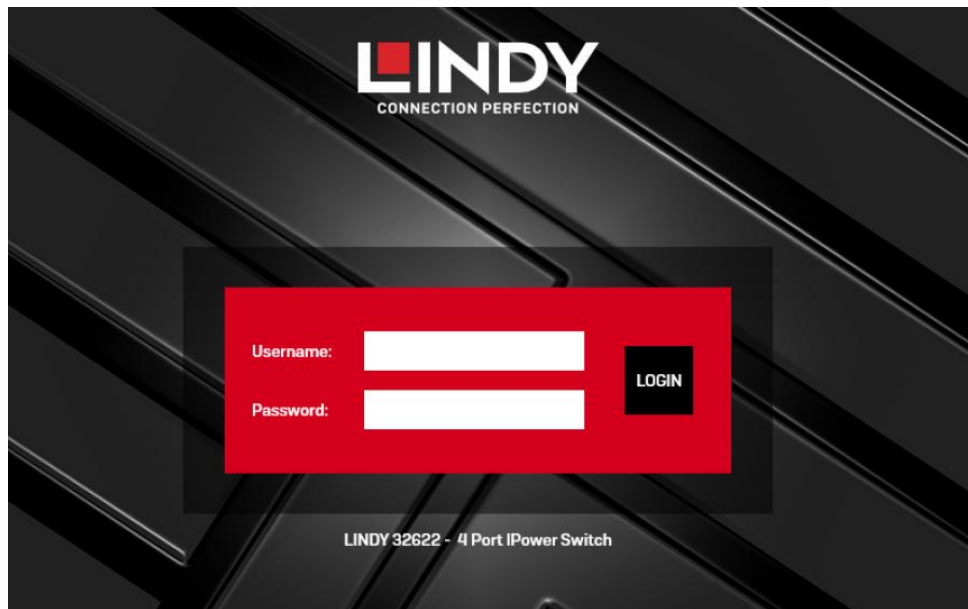 LINDY
CONNECTION PERFECTION
Username:
LOGIN
Password:
LINDY 32622 - 4 Port IPower Switch